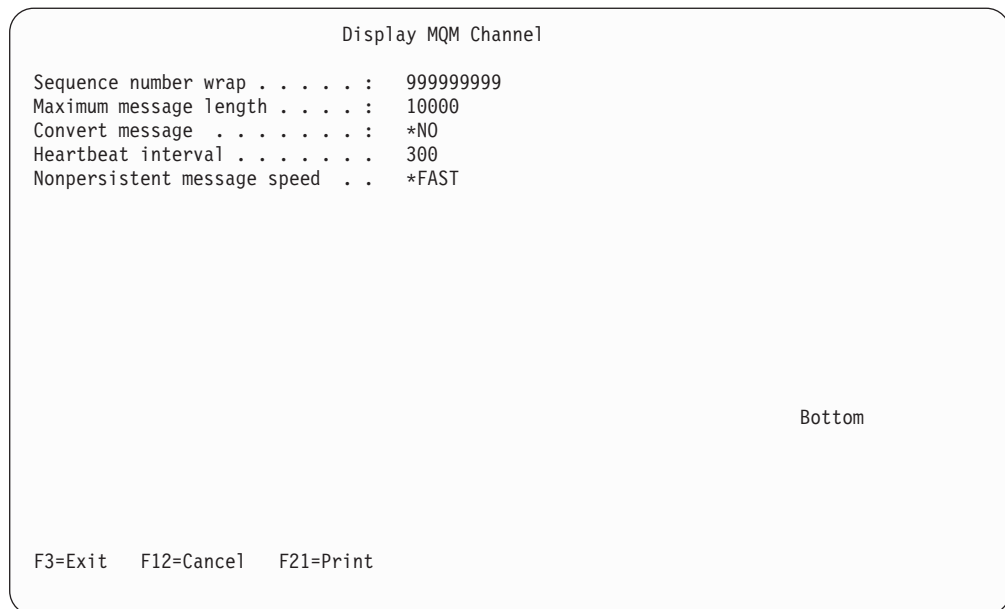 Display MQM Channel
Sequence number wrap . . . . . : 999999999
Maximum message length . . . . : 10000
Convert message . . . . . . . : *NO
Heartbeat interval . . . . . . . 300
Nonpersistent message speed . . *FAST
Bottom
F3=Exit F12=Cancel F21=Print